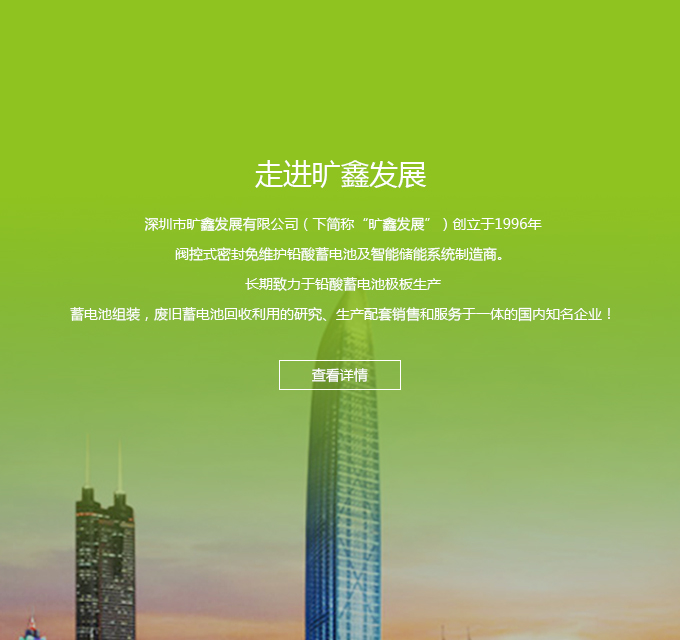 走进旷鑫发展
深圳市旷鑫发展有限公司（下简称“旷鑫发展”）创立于1996年
阀控式密封免维护铅酸蓄电池及智能储能系统制造商。
长期致力于铅酸蓄电池极板生产
蓄电池组装，废旧蓄电池回收利用的研究、生产配套销售和服务于一体的国内知名企业！
查看详情